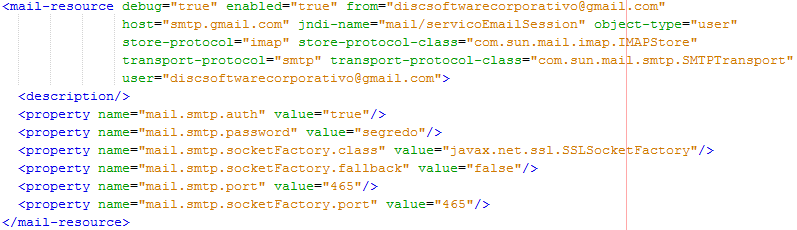 <mail-resource debug="true" enabled="true" from="discsoftwarecorporativo@gmail.com"
host="smtp.gmail.com" jndi-name="mail/servicoEmailSession" object-type="user"
store-protocol="imap" store-protocol-class="com.sun.mail.imap.IMAPStore"
transport-protocol="smtp" transport-protocol-class="com.sun.mail.smtp.SMTPTransport"
user="discsoftwarecorporativo@gmail.com">
<description/>
<property name="mail.smtp.auth" value="true"/>
<property name="mail.smtp.password" value="segredo"/>
<property name="mail.smtp.socketFactory.class" value="javax.net.ssl.SSLSocketFactory"/>
<property name="mail.smtp.socketFactory.fallback" value="false"/>
<property name="mail.smtp.port" value="465"/>
<property name="mail.smtp.socketFactory.port" value="465"/>
</mail-resource>